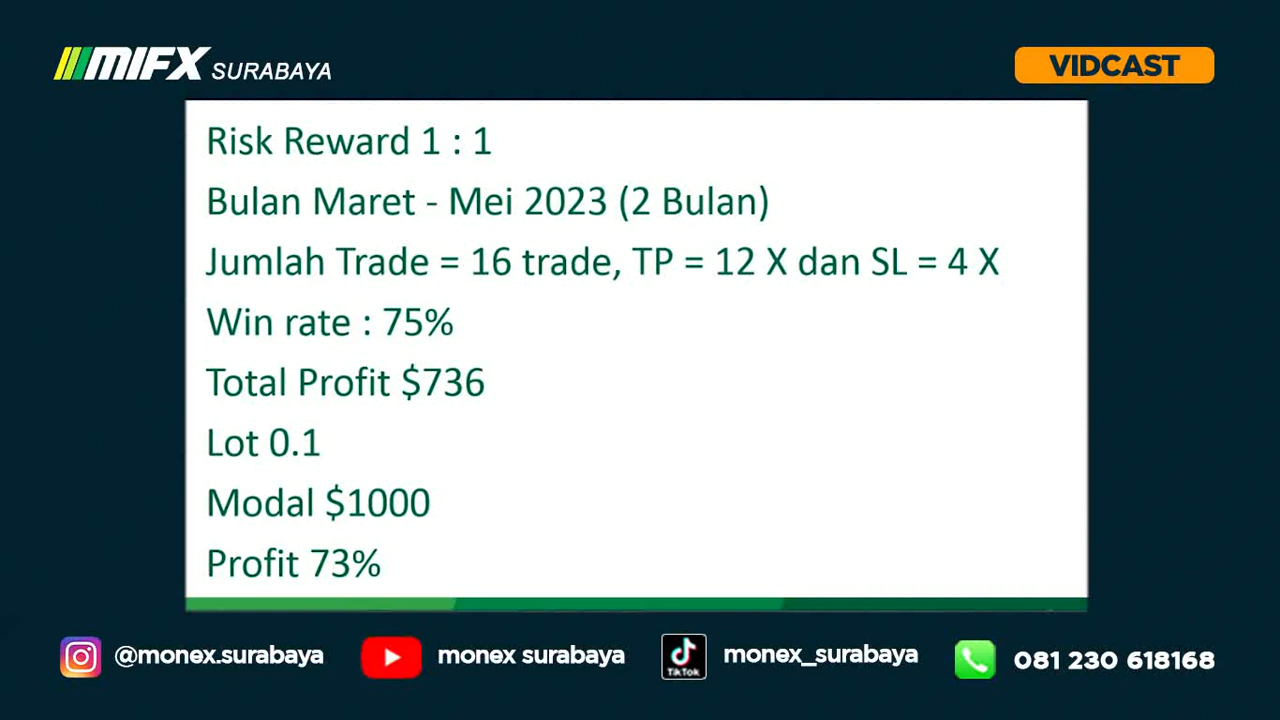 MIFX SURABAYA
VIDCAST
Risk Reward 1 : 1
Bulan Maret - Mei 2023 (2 Bulan)
Jumlah Trade = 16 trade, TP = 12 X dan SL = 4 X
Win rate : 75%
Total Profit $736
Lot 0.1
Modal $1000
Profit 73%
@monex.surabaya
monex surabaya
TikTok
monex_surabaya
081 230 618168